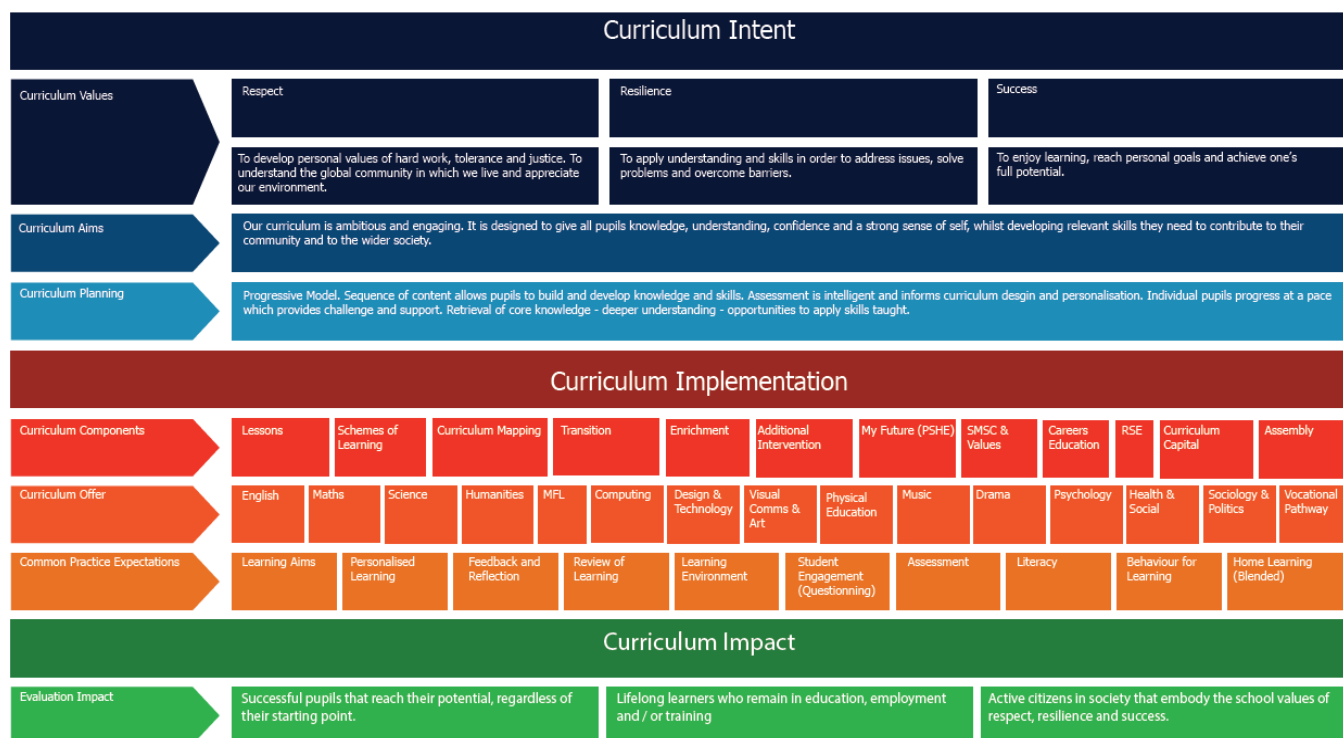 Curriculum Intent
Curriculum Values
Respect
Resilience
Success
To develop personal values of hard work, tolerance and justice. To
understand the global community in which we live and appreciate
our environment.
To apply understanding and skills in order to address issues, solve
problems and overcome barriers.
To enjoy learning, reach personal goals and achieve one's
full potential.
Curriculum Aims
Our curriculum is ambitious and engaging. It is designed to give all pupils knowledge, understanding, confidence and a strong sense of self, whilst developing relevant skills they need to contribute to their
community and to the wider society.
Curriculum Planning
Progressive Model. Sequence of content allows pupils to build and develop knowledge and skills. Assessment is intelligent and informs curriculum desgin and personalisation. Individual pupils progress at a pace
which provides challenge and support. Retrieval of core knowledge - deeper understanding - opportunities to apply skills taught.
Curriculum Implementation
Curriculum Components
Lessons
Schemes of
Learning
Curriculum Mapping
Transition
Enrichment
Additional
Intervention
My Future (PSHE)
SMSC &
Values
Careers
Education
RSE
Curriculum
Capital
Assembly
Curriculum Offer
English
Maths
Science
Humanities
MFL
Computing
Design &
Technology
Visual
Comms &
Art
Physical
Education
Music
Drama
Psychology
Health &
Social
Sociology &
Politics
Vocational
Pathway
Common Practice Expectations
Learning Aims
Personalised
Learning
Feedback and
Reflection
Review of
Learning
Learning
Environment
Student
Engagement
(Questionning)
Assessment
Literacy
Behaviour for
Learning
Home Learning
(Blended)
Curriculum Impact
Evaluation Impact
Successful pupils that reach their potential, regardless of
their starting point.
Lifelong learners who remain in education, employment
and / or training
Active citizens in society that embody the school values of
respect, resilience and success.